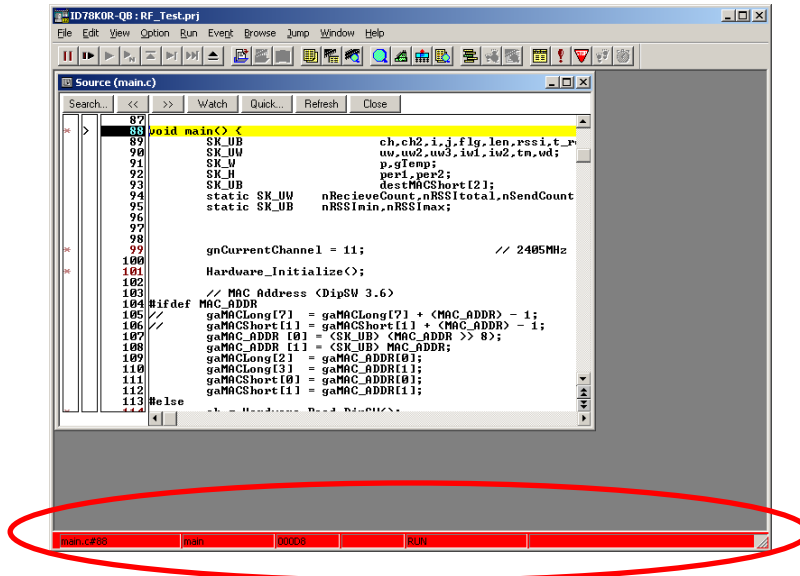 ID78K0R-QB : RF_Test.prj
File Edit View Option Run Event Browse Jump Window Help
Source (main.c)
Search... << >> Watch Quick... Refresh Close
87
* > 88 void main() {
89 SK_UB ch,ch2,i,j,flg,len,rssi,t_r
90 SK_UW uw,uw2,uw3,iw1,iw2,tm,wd;
91 SK_W p,gTemp;
92 SK_H per1,per2;
93 SK_UB destMACShort[2];
94 static SK_UW nRecieveCount,nRSSItotal,nSendCount
95 static SK_UB nRSSImin,nRSSImax;
96
97
98
* 99 gnCurrentChannel = 11; // 2405MHz
100
* 101 Hardware_Initialize();
102
103 // MAC Address (DipSW 3.6)
104 #ifdef MAC_ADDR
105 // gaMACLong[7] = gaMACLong[7] + (MAC_ADDR) - 1;
106 // gaMACShort[1] = gaMACShort[1] + (MAC_ADDR) - 1;
107 gaMAC_ADDR [0] = (SK_UB) (MAC_ADDR >> 8);
108 gaMAC_ADDR [1] = (SK_UB) MAC_ADDR;
109 gaMACLong[2] = gaMAC_ADDR[0];
110 gaMACLong[3] = gaMAC_ADDR[1];
111 gaMACShort[0] = gaMAC_ADDR[0];
112 gaMACShort[1] = gaMAC_ADDR[1];
113 #else
main.c#88 main 000D8 RUN